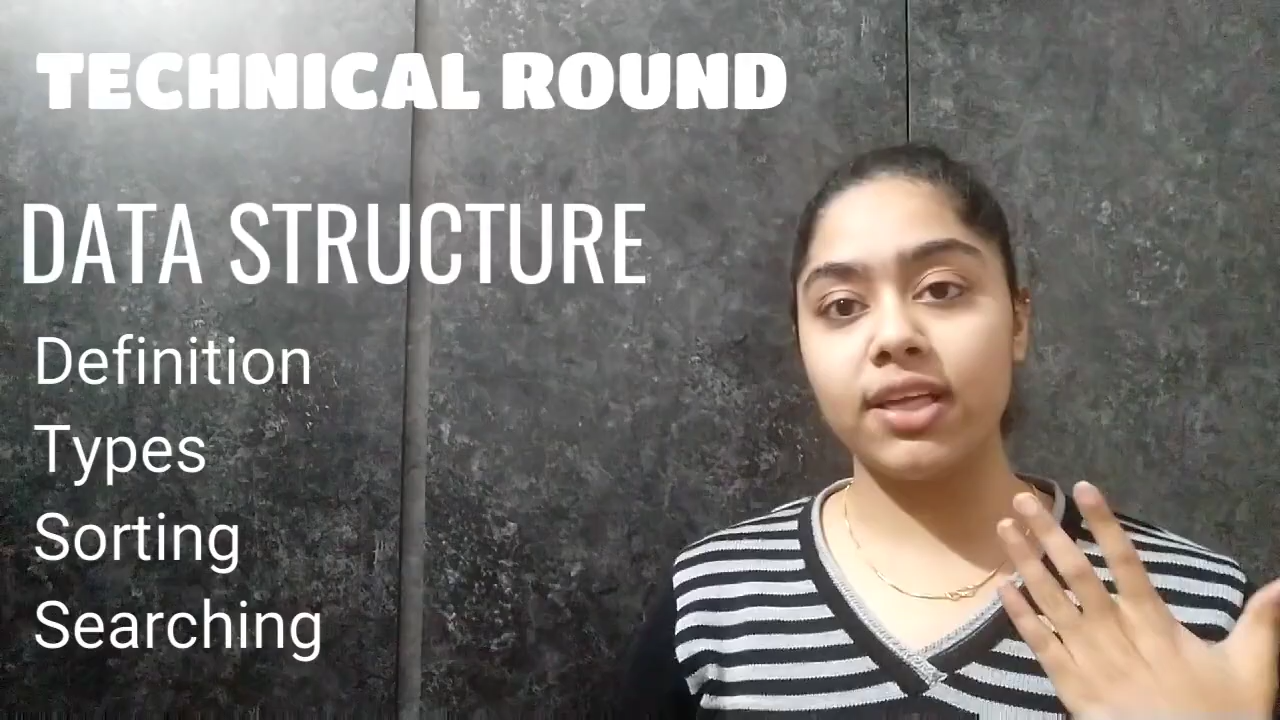 TECHNICAL ROUND
DATA STRUCTURE
Definition
Types
Sorting
Searching